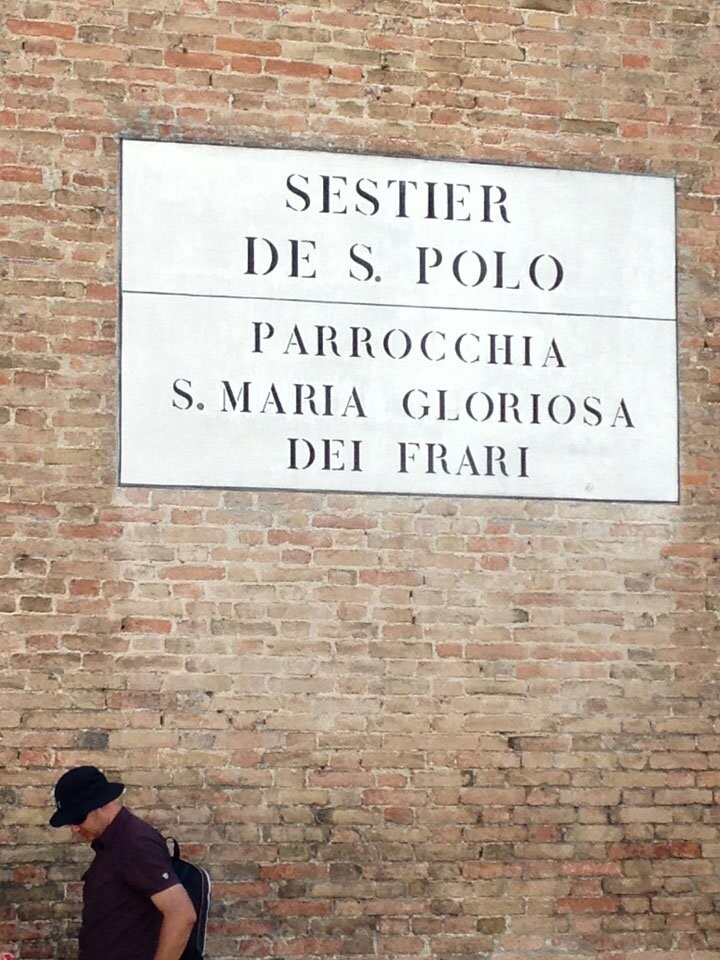 SESTIER
DE S. POLO
PARROCCHIA
S. MARIA GLORIOSA
DEI FRARI